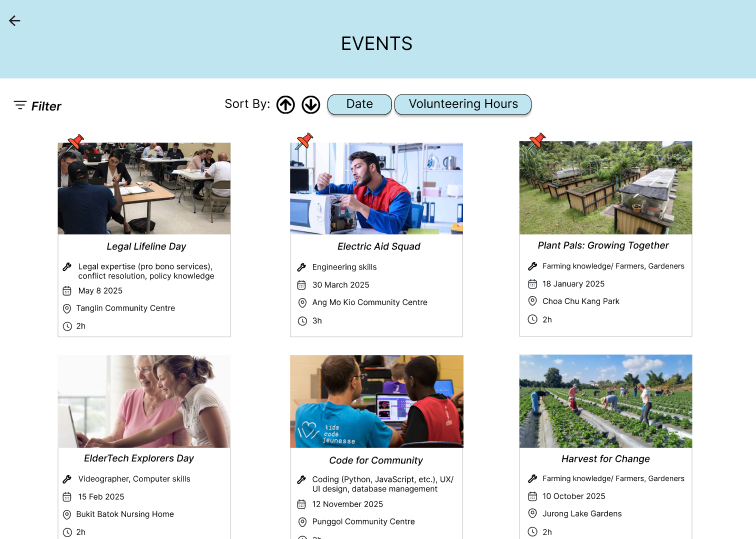 EVENTS
Filter
Sort By:
Date
Volunteering Hours
Legal Lifeline Day
Legal expertise (pro bono services),
conflict resolution, policy knowledge
May 8 2025
Tanglin Community Centre
2h
Electric Aid Squad
Engineering skills
30 March 2025
Ang Mo Kio Community Centre
3h
Plant Pals: Growing Together
Farming knowledge/ Farmers, Gardeners
18 January 2025
Choa Chu Kang Park
2h
ElderTech Explorers Day
Videographer, Computer skills
15 Feb 2025
Bukit Batok Nursing Home
2h
kids
code
jeunesse
Code for Community
Coding (Python, JavaScript, etc.), UX/
UI design, database management
12 November 2025
Punggol Community Centre
Harvest for Change
Farming knowledge/ Farmers, Gardeners
10 October 2025
Jurong Lake Gardens
2h